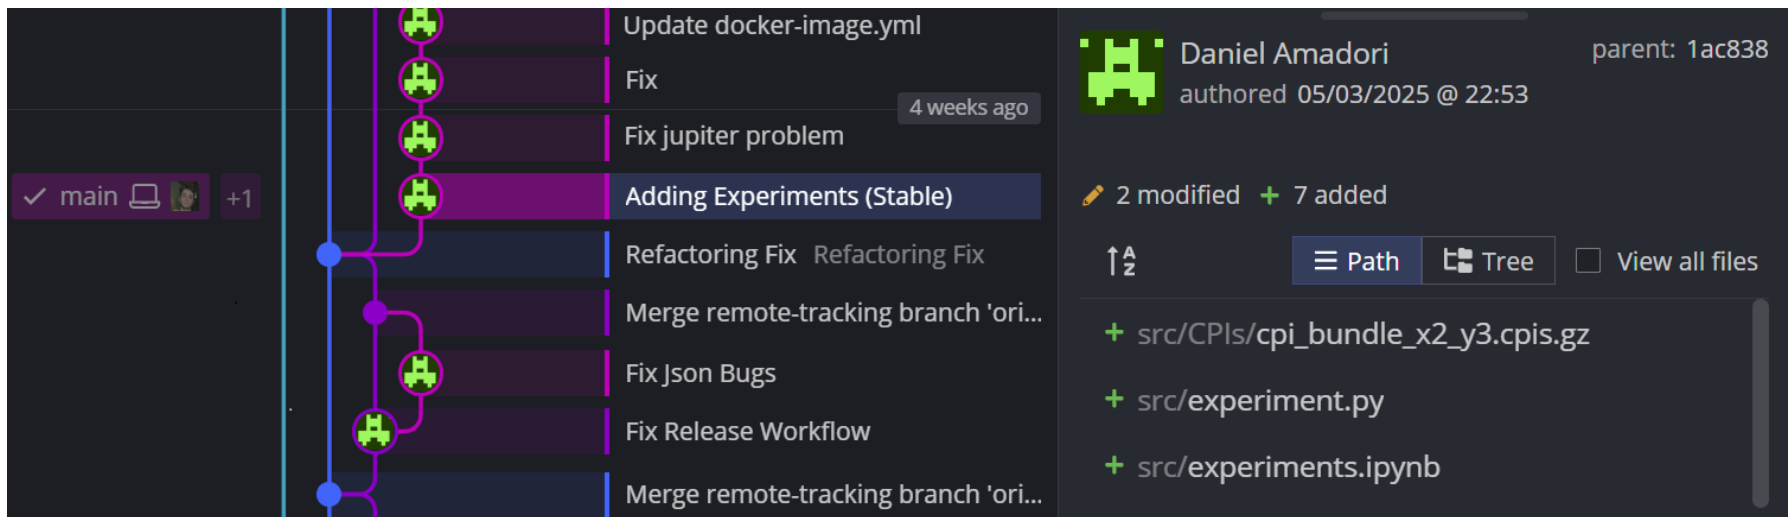 Update docker-image.yml
Fix
4 weeks ago
Fix jupiter problem
main +1
Adding Experiments (Stable)
Refactoring Fix Refactoring Fix
Merge remote-tracking branch 'ori...
Fix Json Bugs
Fix Release Workflow
Merge remote-tracking branch 'ori...
Daniel Amadori
parent: 1ac838
authored 05/03/2025 @ 22:53
2 modified + 7 added
A
Z
Path Tree View all files
+ src/CPIs/cpi_bundle_x2_y3.cpis.gz
+ src/experiment.py
+ src/experiments.ipynb